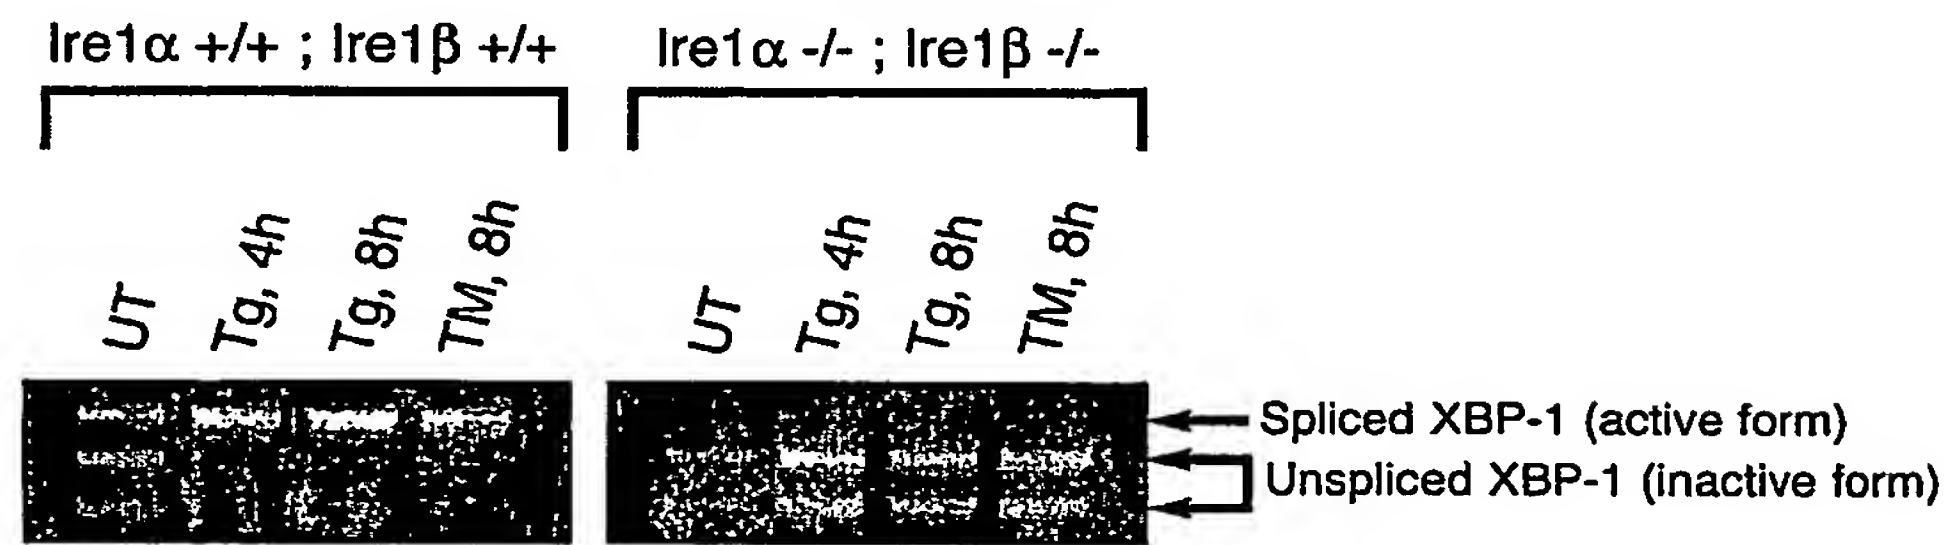 Ire1α +/+ ; Ire1β +/+
Ire1α -/- ; Ire1β -/-
UT
Tg, 4h
Tg, 8h
TM, 8h
UT
Tg, 4h
Tg, 8h
TM, 8h
Spliced XBP-1 (active form)
Unspliced XBP-1 (inactive form)